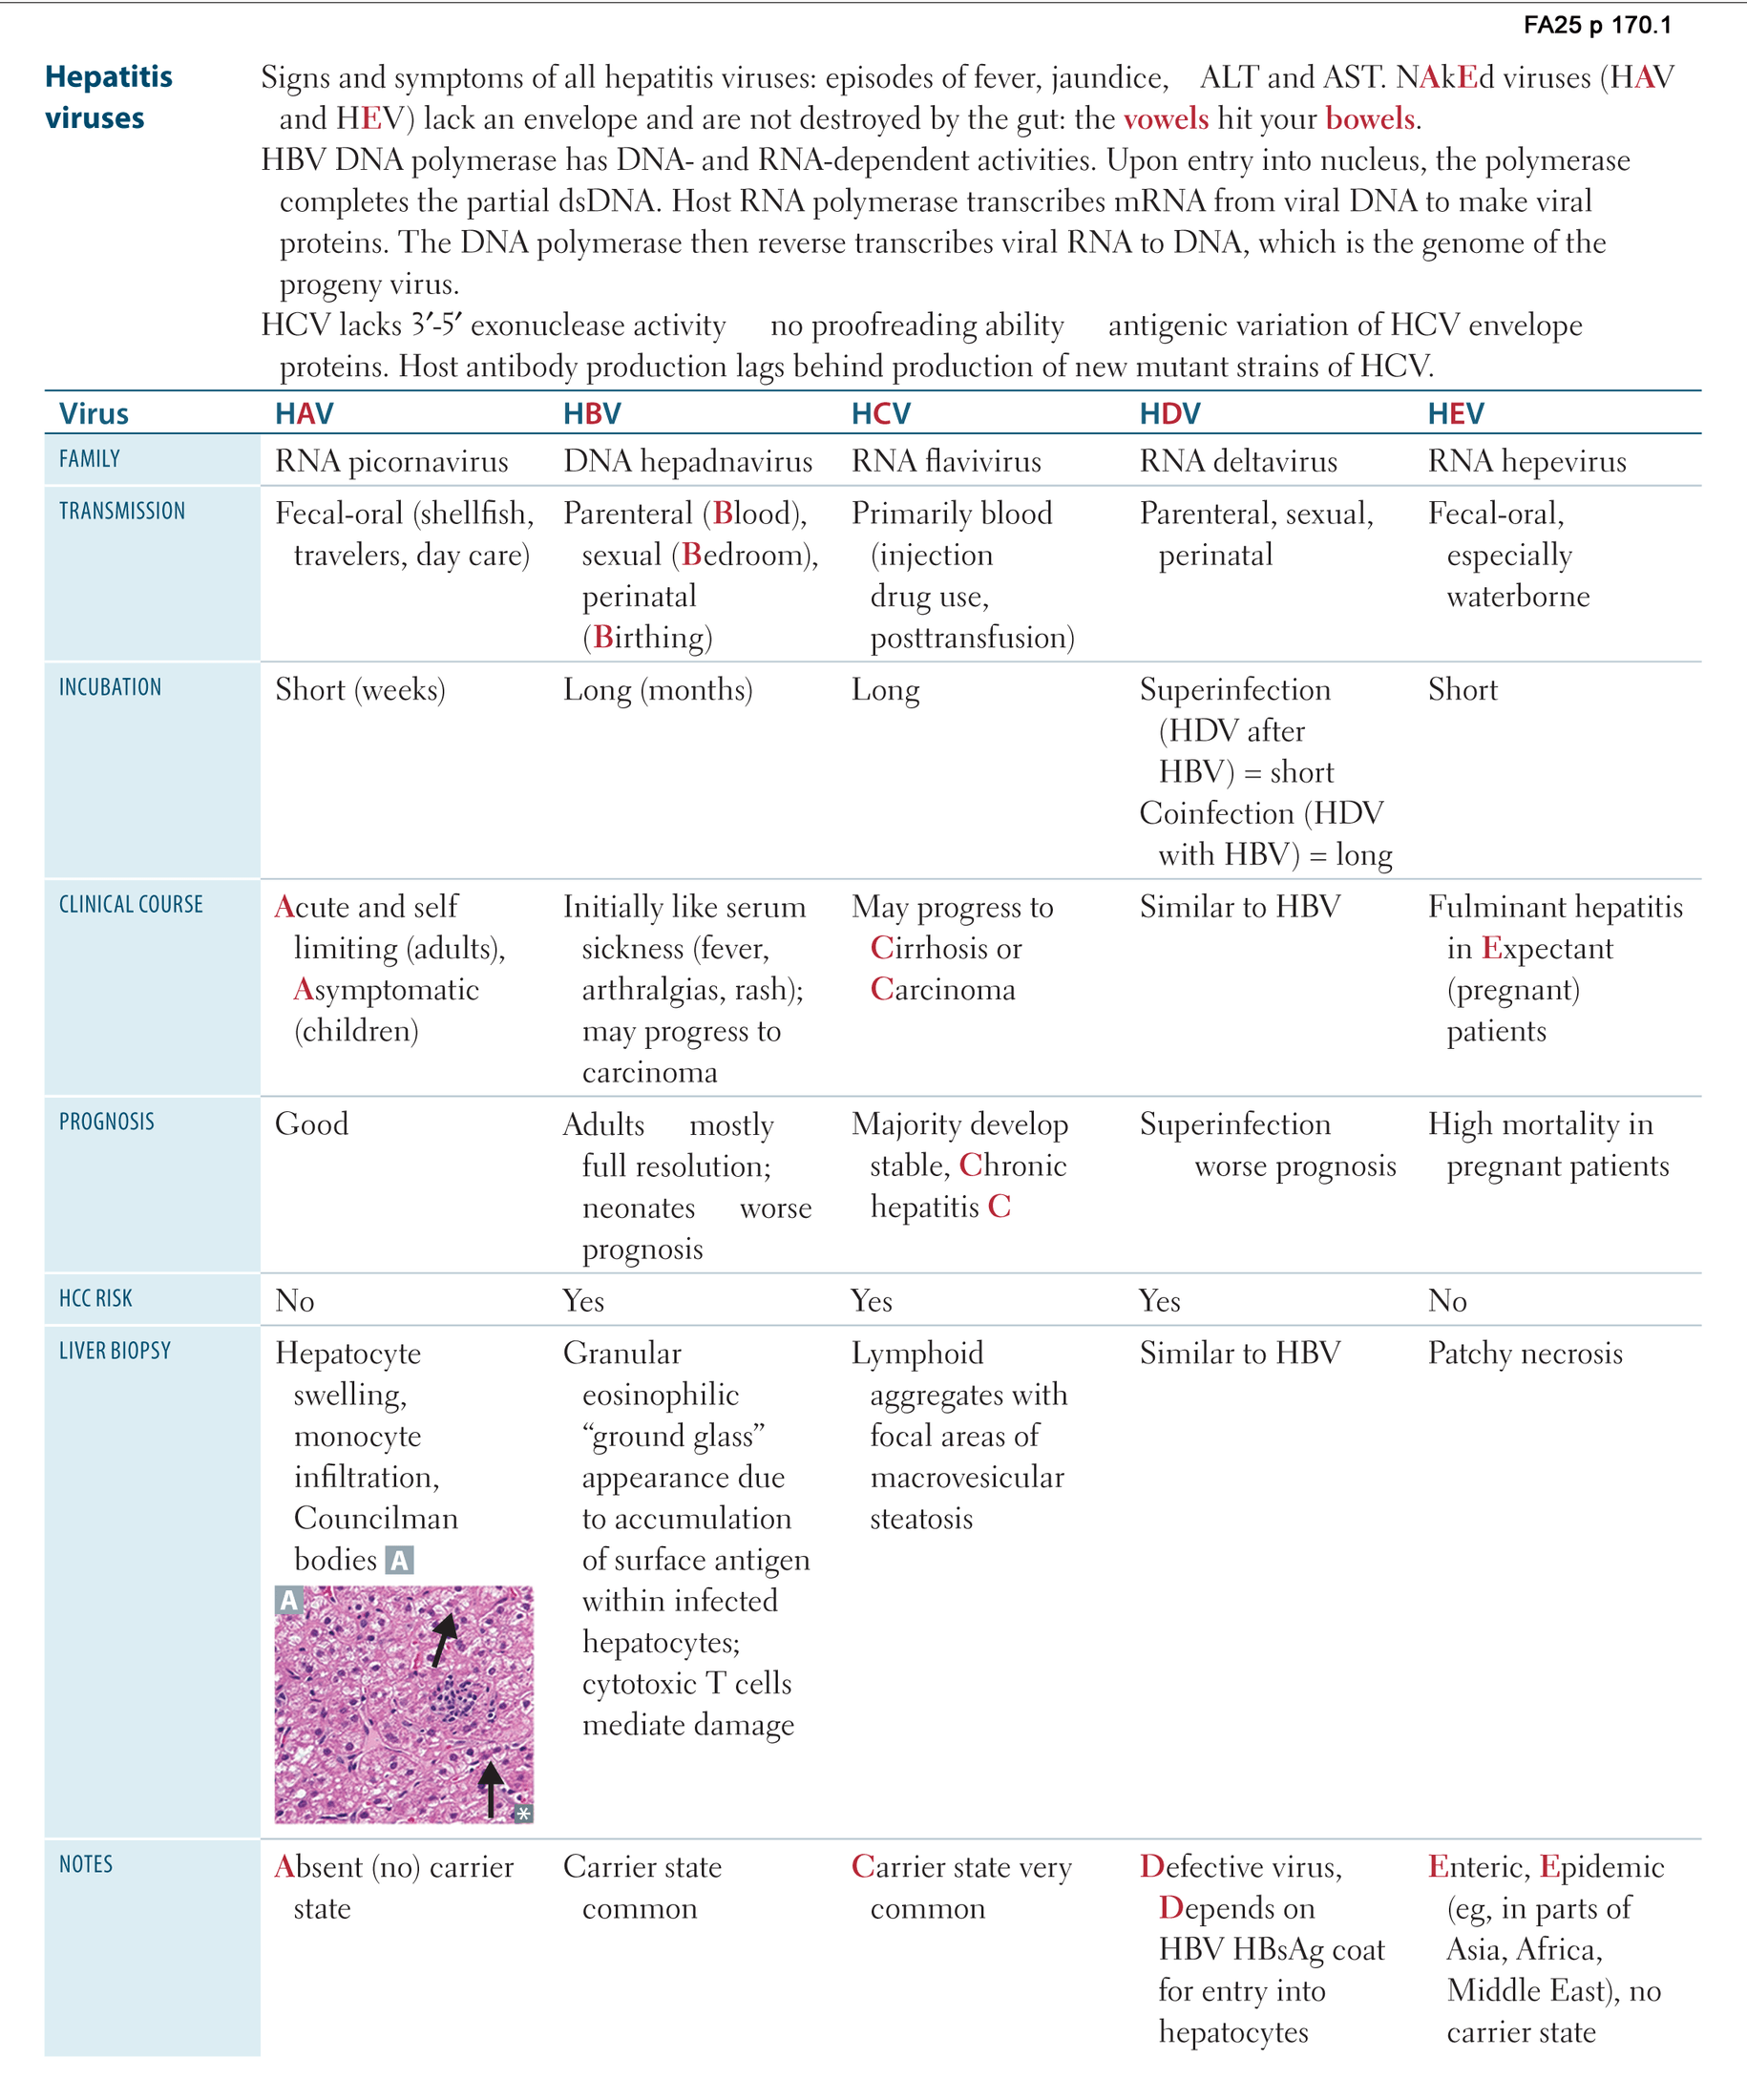 FA25 p 170.1
Hepatitis viruses
Signs and symptoms of all hepatitis viruses: episodes of fever, jaundice, ALT and AST. NAkEd viruses (HAV
and HEV) lack an envelope and are not destroyed by the gut: the vowels hit your bowels.
HBV DNA polymerase has DNA- and RNA-dependent activities. Upon entry into nucleus, the polymerase
completes the partial dsDNA. Host RNA polymerase transcribes mRNA from viral DNA to make viral
proteins. The DNA polymerase then reverse transcribes viral RNA to DNA, which is the genome of the
progeny virus.
HCV lacks 3′-5′ exonuclease activity no proofreading ability antigenic variation of HCV envelope
proteins. Host antibody production lags behind production of new mutant strains of HCV.
Virus HAV HBV HCV HDV HEV
FAMILY RNA picornavirus DNA hepadnavirus RNA flavivirus RNA deltavirus RNA hepevirus
TRANSMISSION
Fecal-oral (shellfish,
travelers, day care)
Parenteral (Blood),
sexual (Bedroom),
perinatal
(Birthing)
Primarily blood
(injection
drug use,
posttransfusion)
Parenteral, sexual,
perinatal
Fecal-oral,
especially
waterborne
INCUBATION
Short (weeks)
Long (months)
Long
Superinfection
(HDV after
HBV) = short
Coinfection (HDV
with HBV) = long
Short
CLINICAL COURSE
Acute and self
limiting (adults),
Asymptomatic
(children)
Initially like serum
sickness (fever,
arthralgias, rash);
may progress to
carcinoma
May progress to
Cirrhosis or
Carcinoma
Similar to HBV
Fulminant hepatitis
in Expectant
(pregnant)
patients
PROGNOSIS
Good
Adults mostly
full resolution;
neonates worse
prognosis
Majority develop
stable, Chronic
hepatitis C
Superinfection
worse prognosis
High mortality in
pregnant patients
HCC RISK No Yes Yes Yes No
LIVER BIOPSY
Hepatocyte
swelling,
monocyte
infiltration,
Councilman
bodies A
A
*
Granular
eosinophilic
“ground glass”
appearance due
to accumulation
of surface antigen
within infected
hepatocytes;
cytotoxic T cells
mediate damage
Lymphoid
aggregates with
focal areas of
macrovesicular
steatosis
Similar to HBV
Patchy necrosis
NOTES
Absent (no) carrier
state
Carrier state
common
Carrier state very
common
Defective virus,
Depends on
HBV HBsAg coat
for entry into
hepatocytes
Enteric, Epidemic
(eg, in parts of
Asia, Africa,
Middle East), no
carrier state